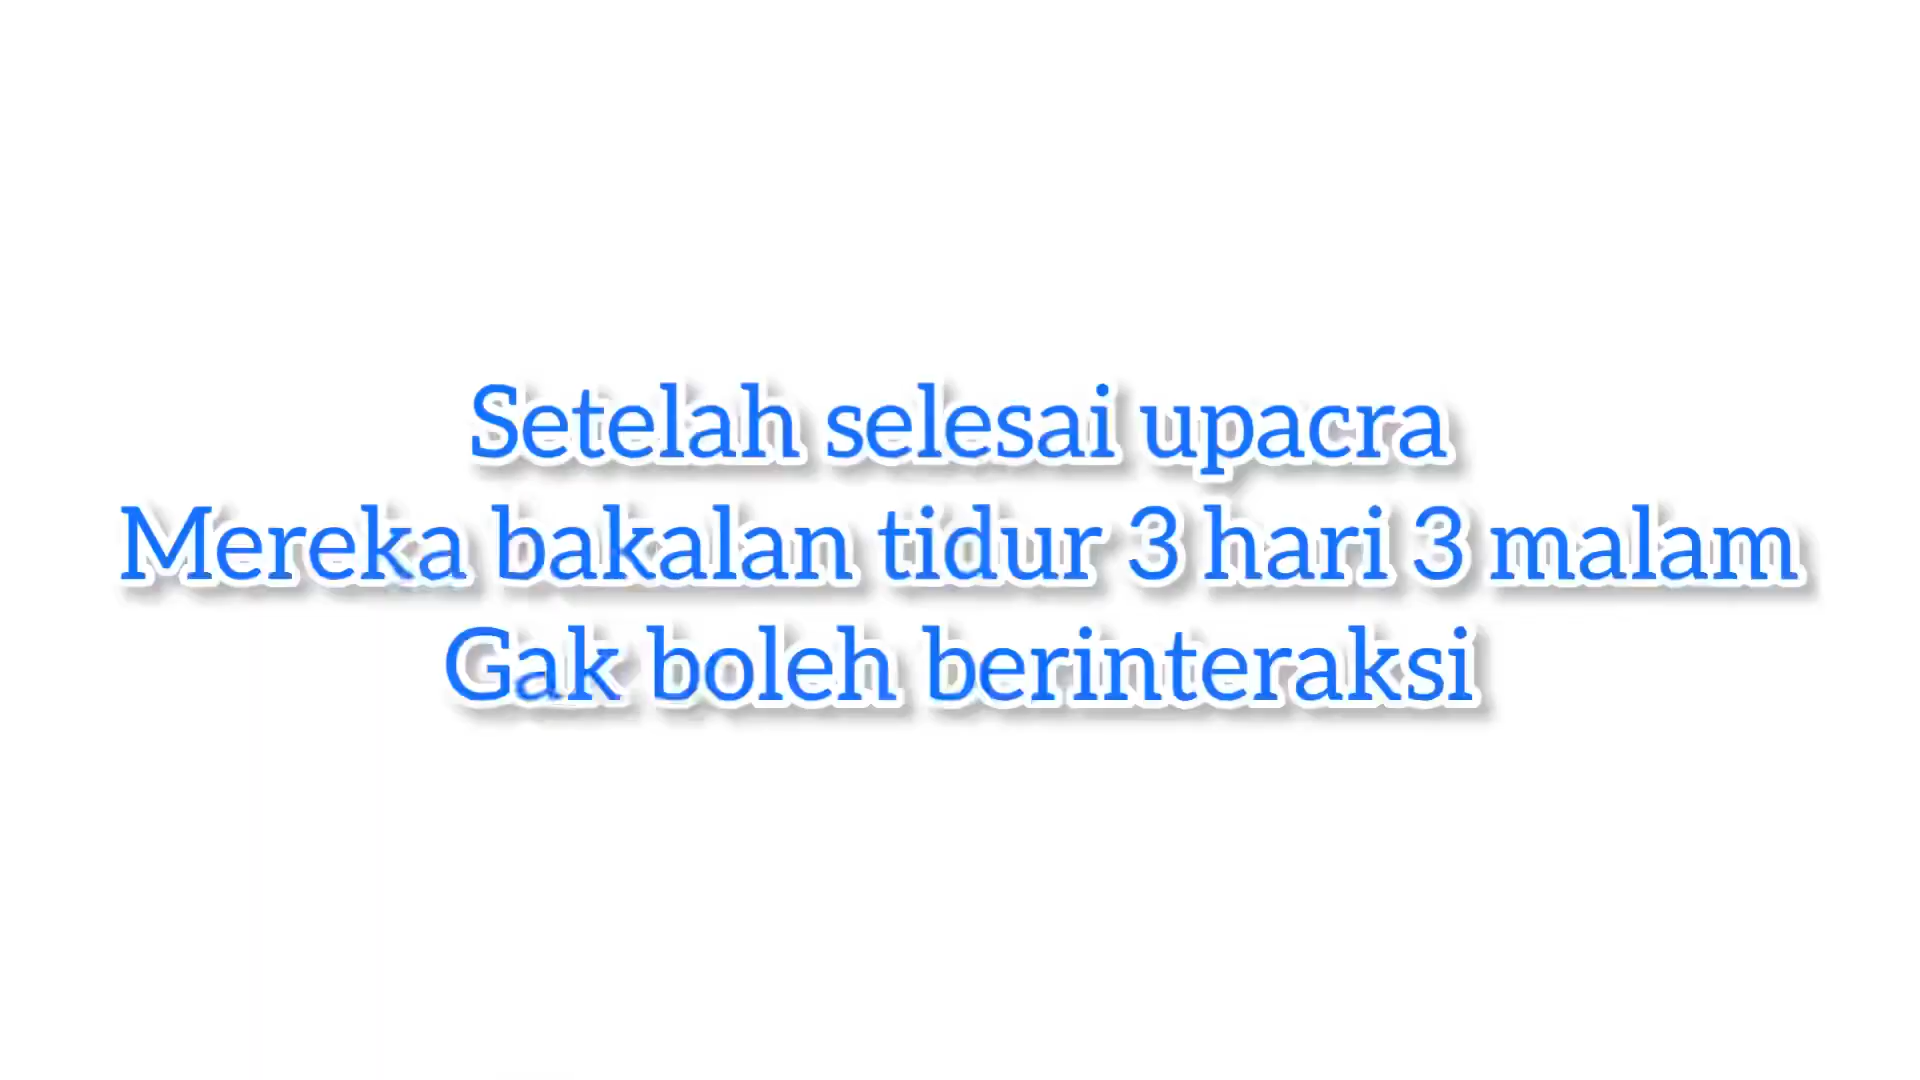 Setelah selesai upacra
Mereka bakalan tidur 3 hari 3 malam
Gak boleh berinteraksi